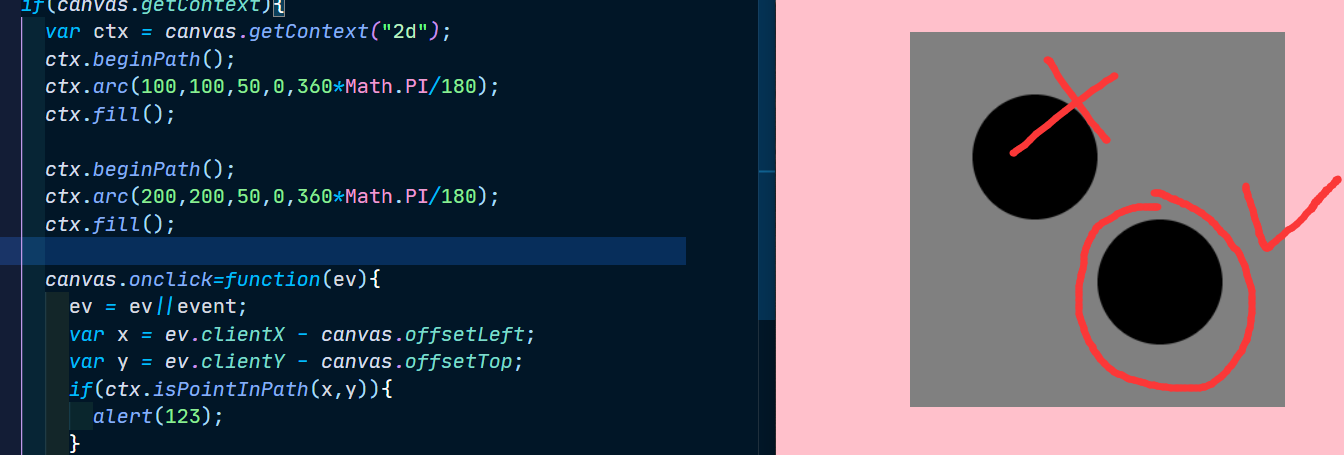 if(canvas.getContext){
var ctx = canvas.getContext("2d");
ctx.beginPath();
ctx.arc(100,100,50,0,360*Math.PI/180);
ctx.fill();
ctx.beginPath();
ctx.arc(200,200,50,0,360*Math.PI/180);
ctx.fill();
canvas.onclick=function(ev){
ev = ev||event;
var x = ev.clientX - canvas.offsetLeft;
var y = ev.clientY - canvas.offsetTop;
if(ctx.isPointInPath(x,y)){
alert(123);
}